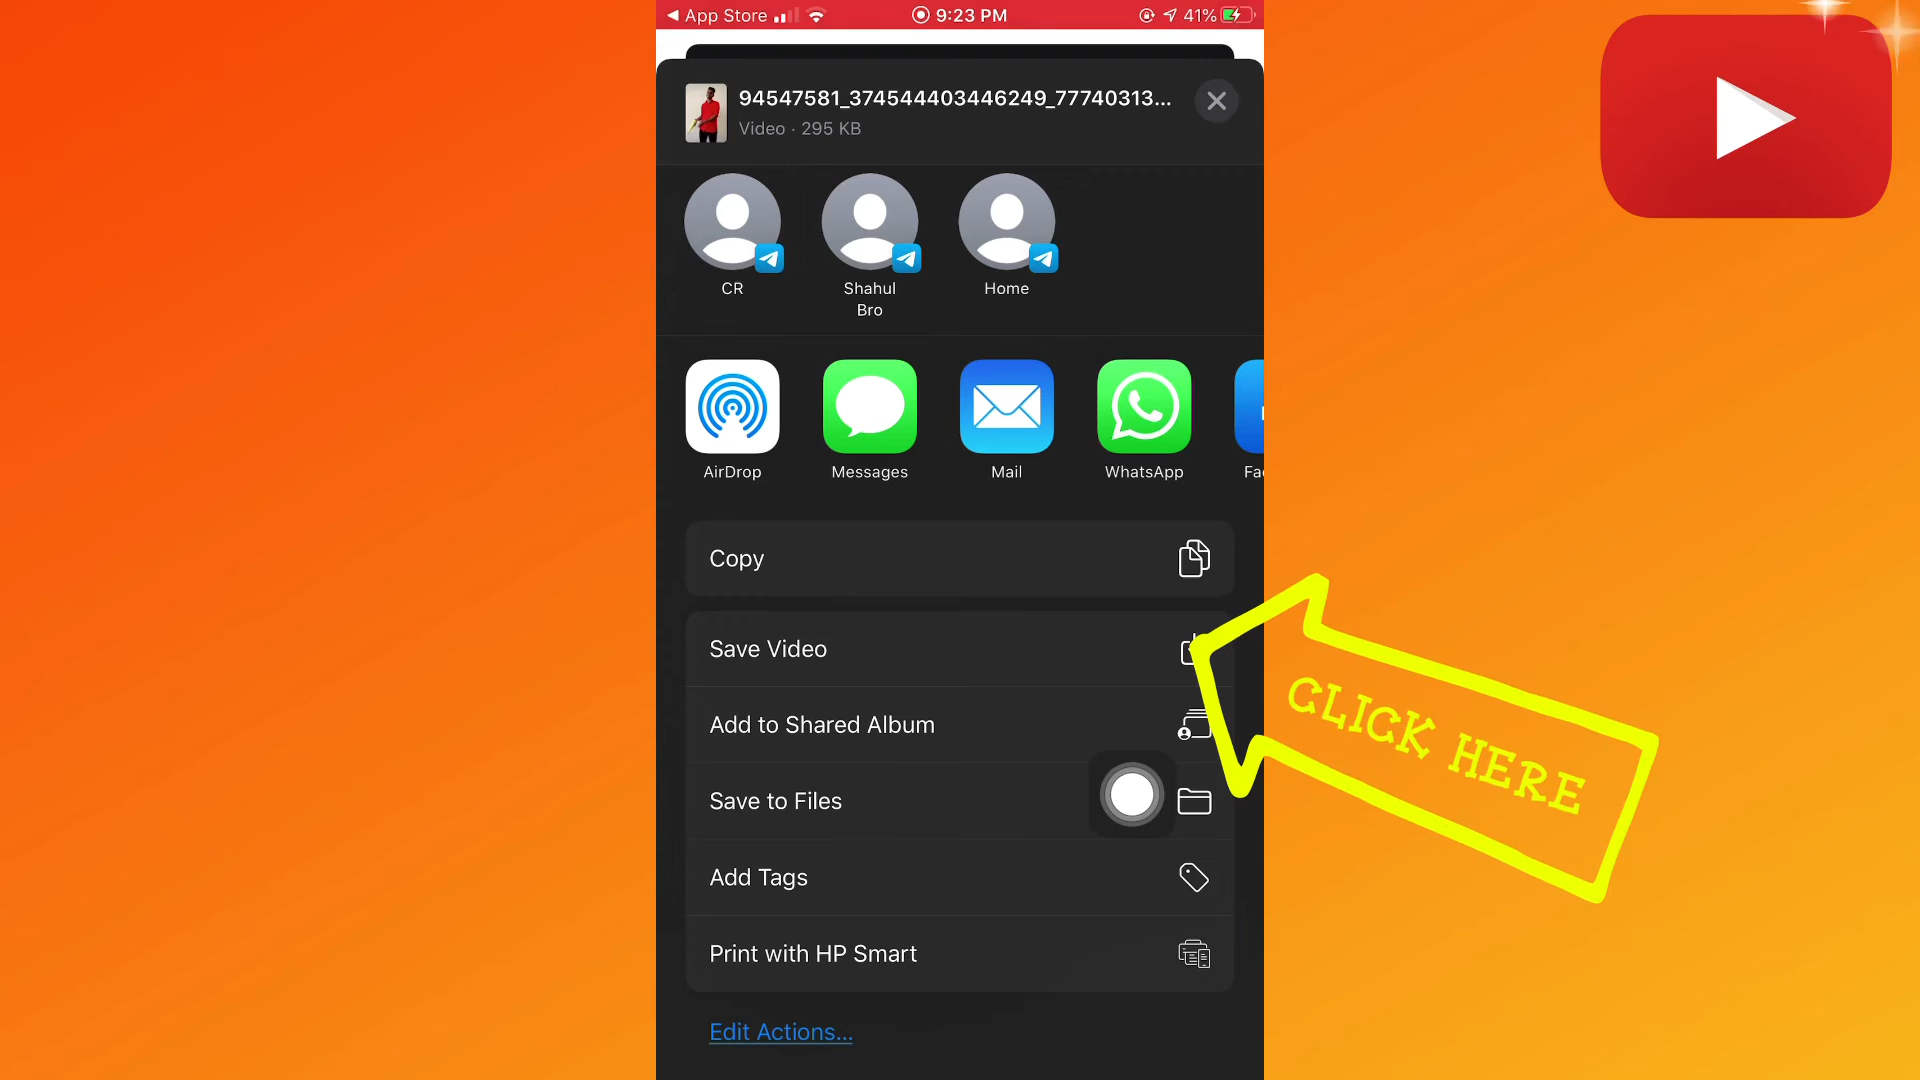 App Store
9:23 PM
41%
94547581_374544403446249_77740313...
Video · 295 KB
CR
Shahul
Bro
Home
AirDrop
Messages
Mail
WhatsApp
Fac
Copy
Save Video
Add to Shared Album
Save to Files
Add Tags
Print with HP Smart
Edit Actions...
CLICK HERE